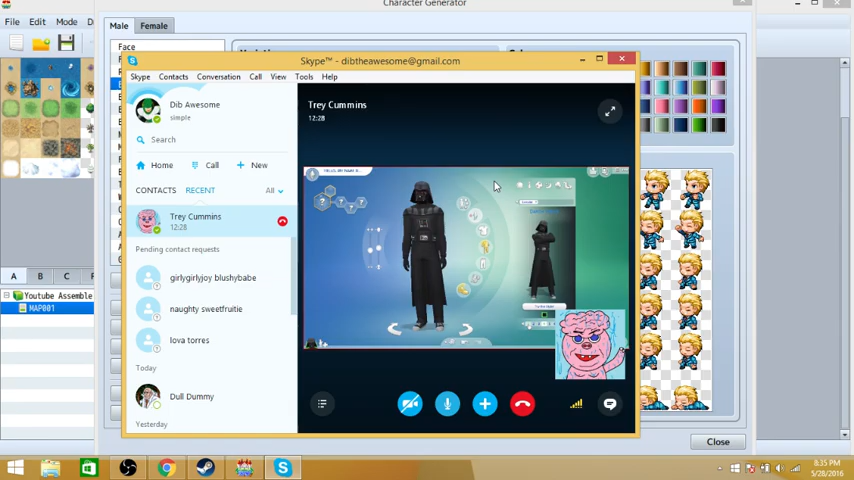 Character Generator
File Edit Mode
Male Female
Face
Skype™ - dibtheawesome@gmail.com
Skype Contacts Conversation Call View Tools Help
Dib Awesome
simple
Search
Home Call New
CONTACTS RECENT All
Trey Cummins
12:28
Pending contact requests
girlygirlyjoy blushybabe
naughty sweetfruitie
lova torres
Today
Dull Dummy
Yesterday
Trey Cummins
12:28
A B C
Youtube Assemble
MAP001
Close
8:35 PM
5/28/2016